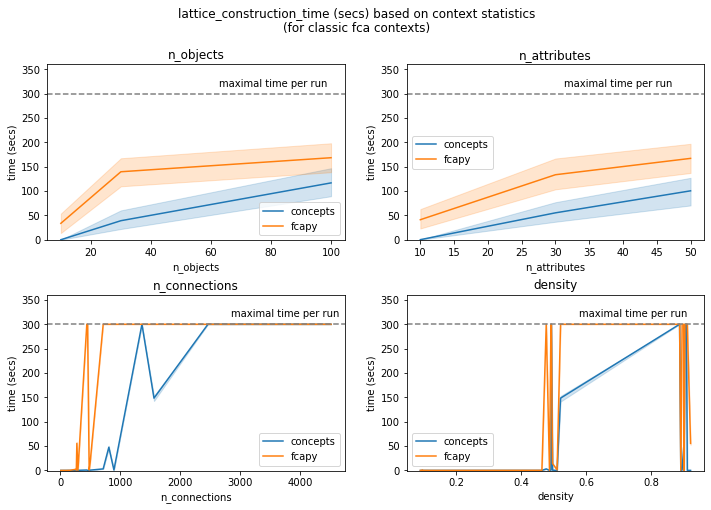 lattice_construction_time (secs) based on context statistics
(for classic fca contexts)
n_objects
350
300
250
200
150
100
50
0
time (secs)
maximal time per run
concepts
fcapy
20
40
60
80
100
n_objects
n_attributes
350
300
250
200
150
100
50
0
time (secs)
maximal time per run
concepts
fcapy
10
15
20
25
30
35
40
45
50
n_attributes
n_connections
350
300
250
200
150
100
50
0
time (secs)
maximal time per run
concepts
fcapy
0
1000
2000
3000
4000
n_connections
density
350
300
250
200
150
100
50
0
time (secs)
maximal time per run
concepts
fcapy
0.2
0.4
0.6
0.8
density